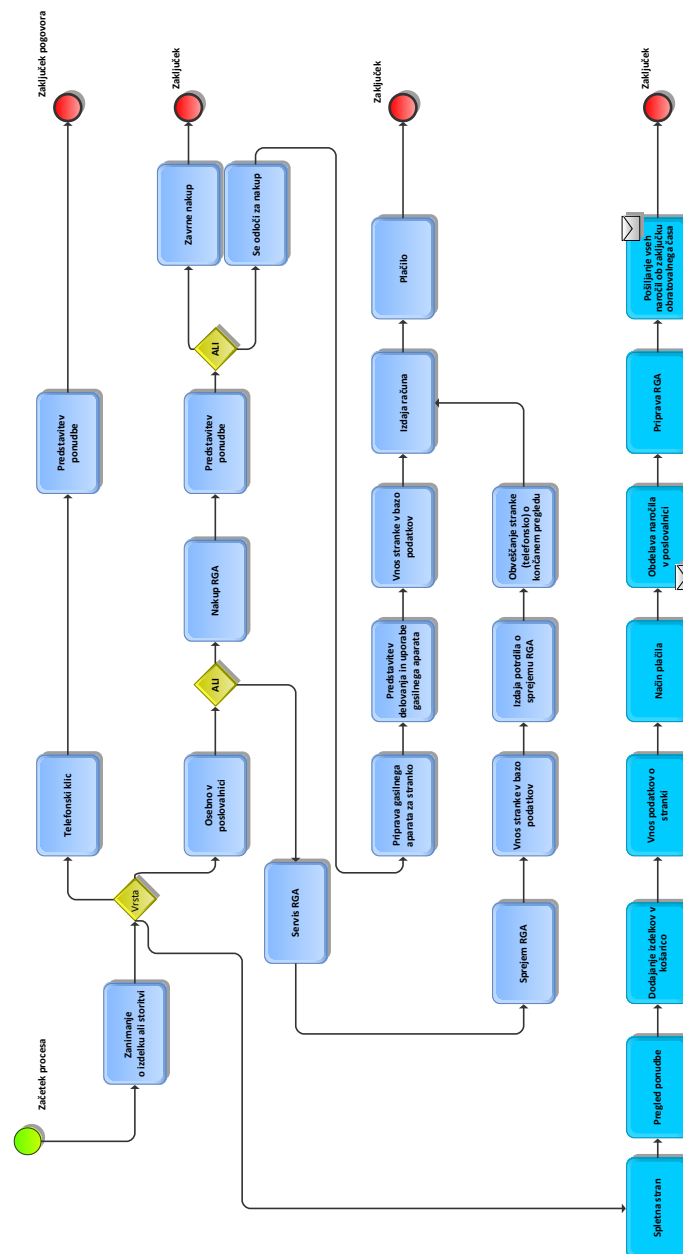 Začetek procesa
Zanimanje
o izdelku ali storitvi
Vrsta
Telefonski klic
Predstavitev
ponudbe
Zaključek pogovora
Osebno v
poslovalnici
ALI
Nakup RGA
Predstavitev
ponudbe
ALI
Zavrne nakup
Zaključek
Se odloči za nakup
Servis RGA
Priprava gasilnega
aparata za stranko
Predstavitev
delovanja in uporabe
gasilnega aparata
Vnos stranke v bazo
podatkov
Izdaja računa
Plačilo
Zaključek
Sprejem RGA
Vnos stranke v bazo
podatkov
Izdaja potrdila o
sprejemu RGA
Obveščanje stranke
(telefonsko) o
končanem pregledu
Spletna stran
Pregled ponudbe
Dodajanje izdelkov v
košarico
Vnos podatkov o
stranki
Način plačila
Obdelava naročila
v poslovalnici
Priprava RGA
Pošiljanje vseh
naročil ob zaključku
obratovalnega časa
Zaključek